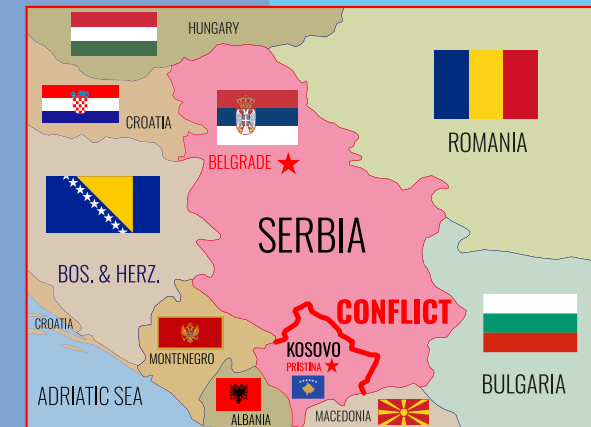 HUNGARY
CROATIA
ROMANIA
BELGRADE
SERBIA
BOS. & HERZ.
CONFLICT
CROATIA
KOSOVO
MONTENEGRO
PRISTINA
BULGARIA
ADRIATIC SEA
ALBANIA
MACEDONIA